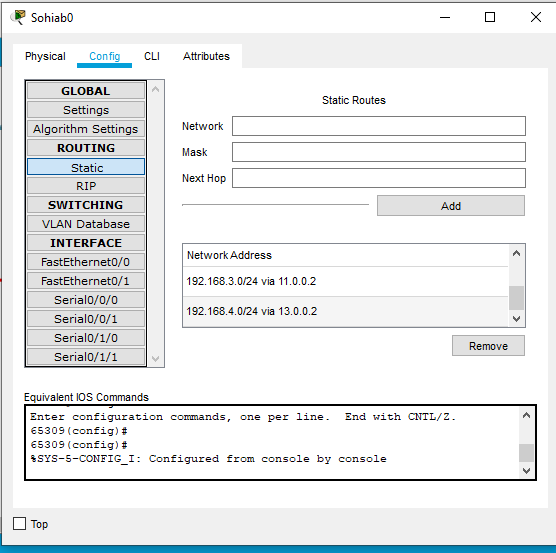 Sohiab0
Physical Config CLI Attributes
GLOBAL
Settings
Algorithm Settings
ROUTING
Static
RIP
SWITCHING
VLAN Database
INTERFACE
FastEthernet0/0
FastEthernet0/1
Serial0/0/0
Serial0/0/1
Serial0/1/0
Serial0/1/1
Static Routes
Network
Mask
Next Hop
Add
Network Address
192.168.3.0/24 via 11.0.0.2
192.168.4.0/24 via 13.0.0.2
Remove
Equivalent IOS Commands
Enter configuration commands, one per line.  End with CNTL/Z.
65309(config)#
65309(config)#
%SYS-5-CONFIG_I: Configured from console by console
Top